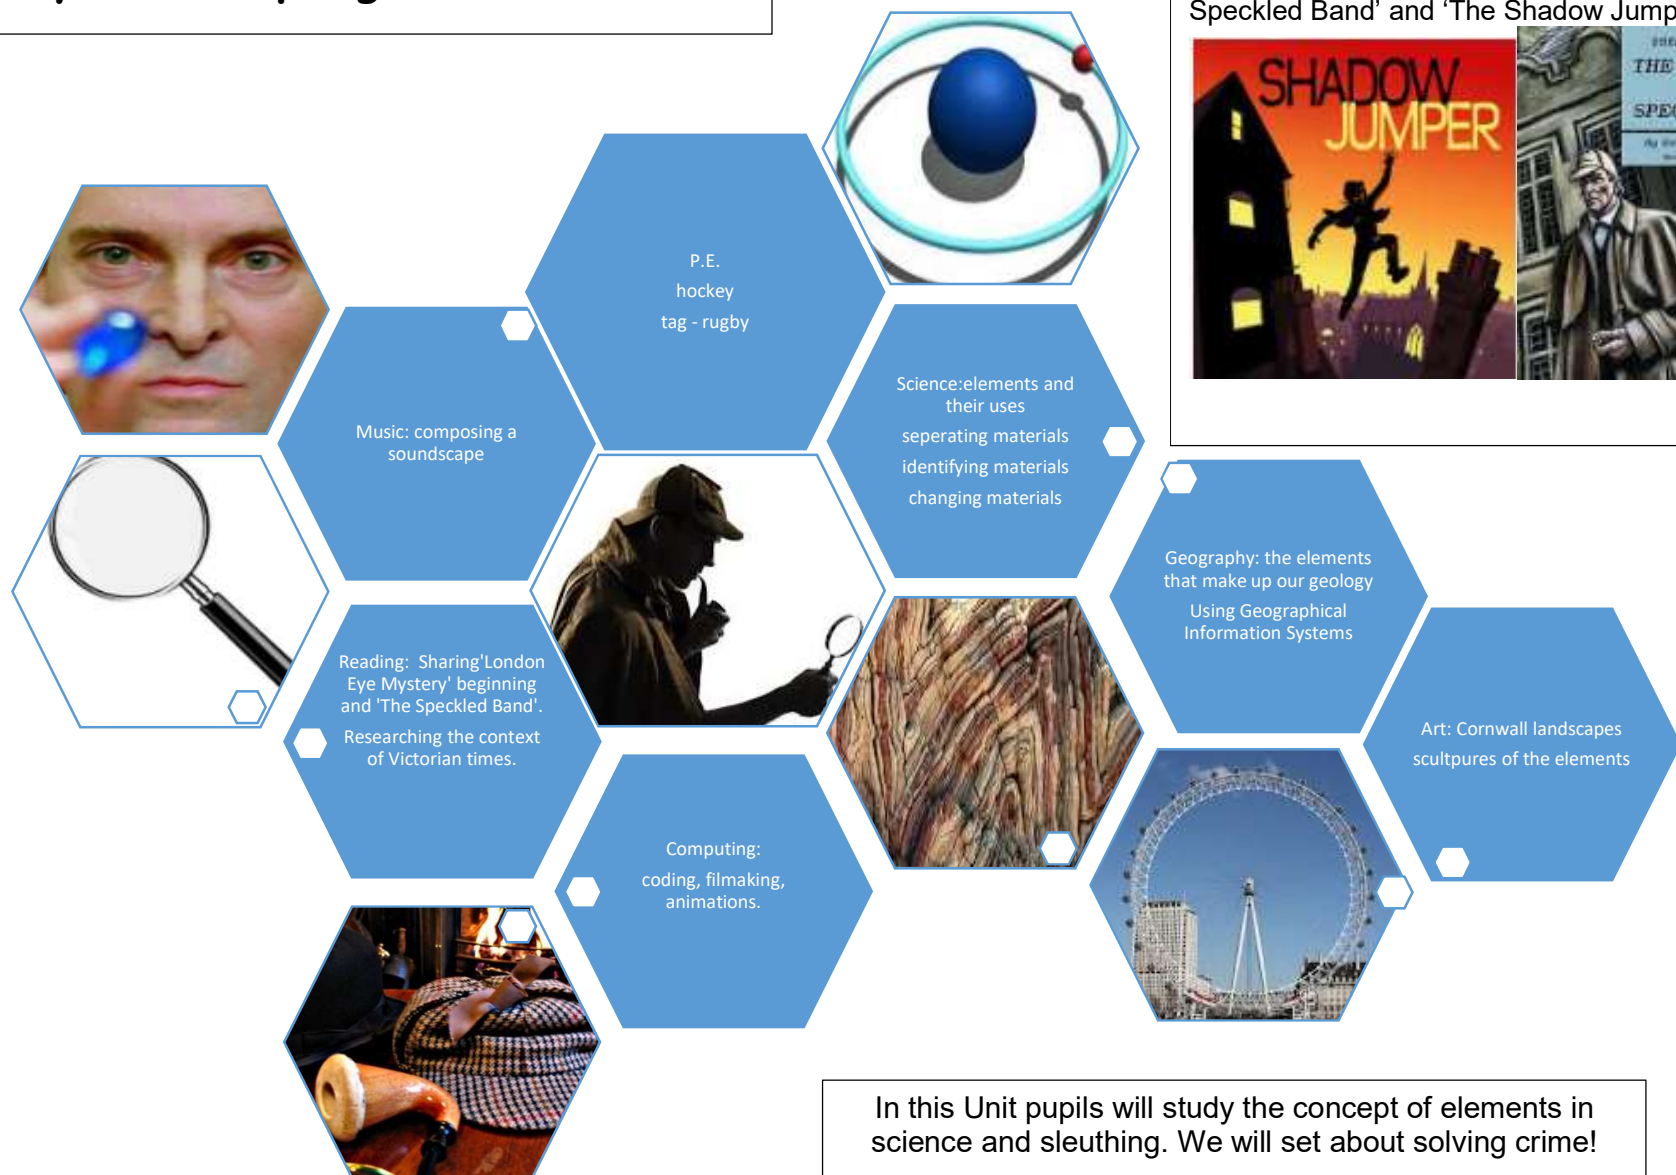 Speckled Band’ and ‘The Shadow Jump
SHADOW
JUMPER
THE
SPEC
P.E.
hockey
tag - rugby
Science:elements and
their uses
seperating materials
identifying materials
changing materials
Music: composing a
soundscape
Geography: the elements
that make up our geology
Using Geographical
Information Systems
Reading:  Sharing'London
Eye Mystery' beginning
and 'The Speckled Band'.
Researching the context
of Victorian times.
Art: Cornwall landscapes
scultpures of the elements
Computing:
coding, filmaking,
animations.
In this Unit pupils will study the concept of elements in
science and sleuthing. We will set about solving crime!